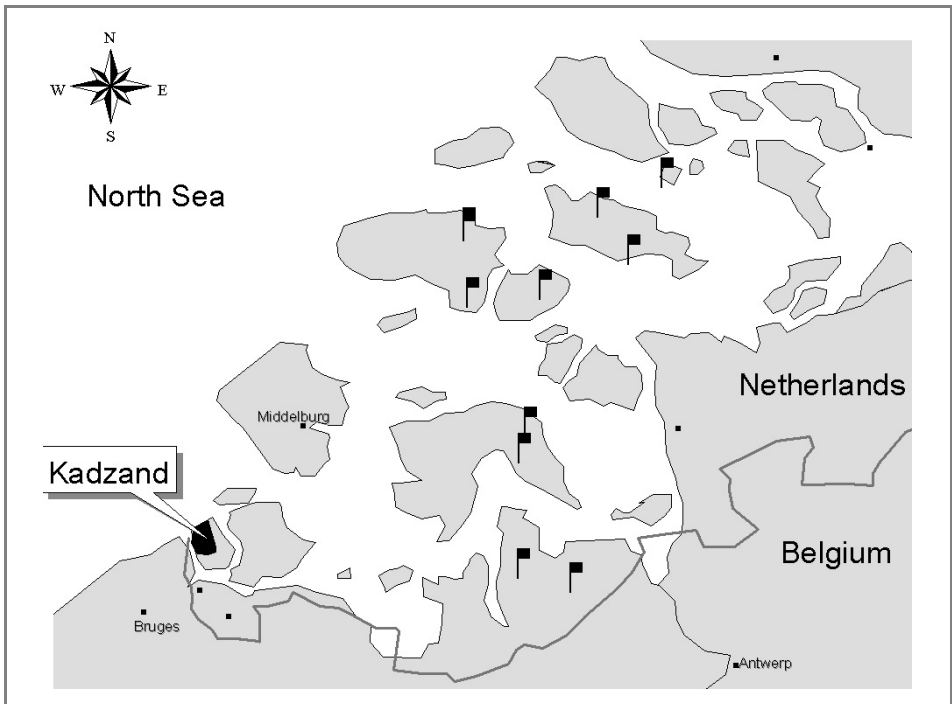 N
W E
S
North Sea
Netherlands
Middelburg
Kadzand
Belgium
Bruges
Antwerp